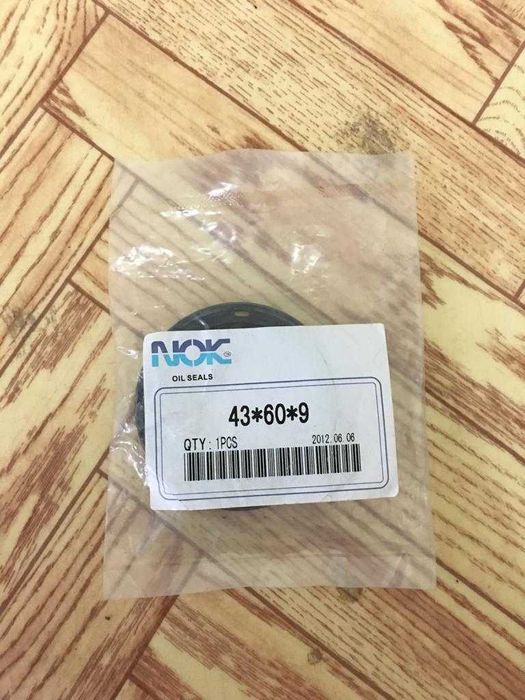 NOK
OIL SEALS
43*60*9
QTY: 1PCS 2012.06.06